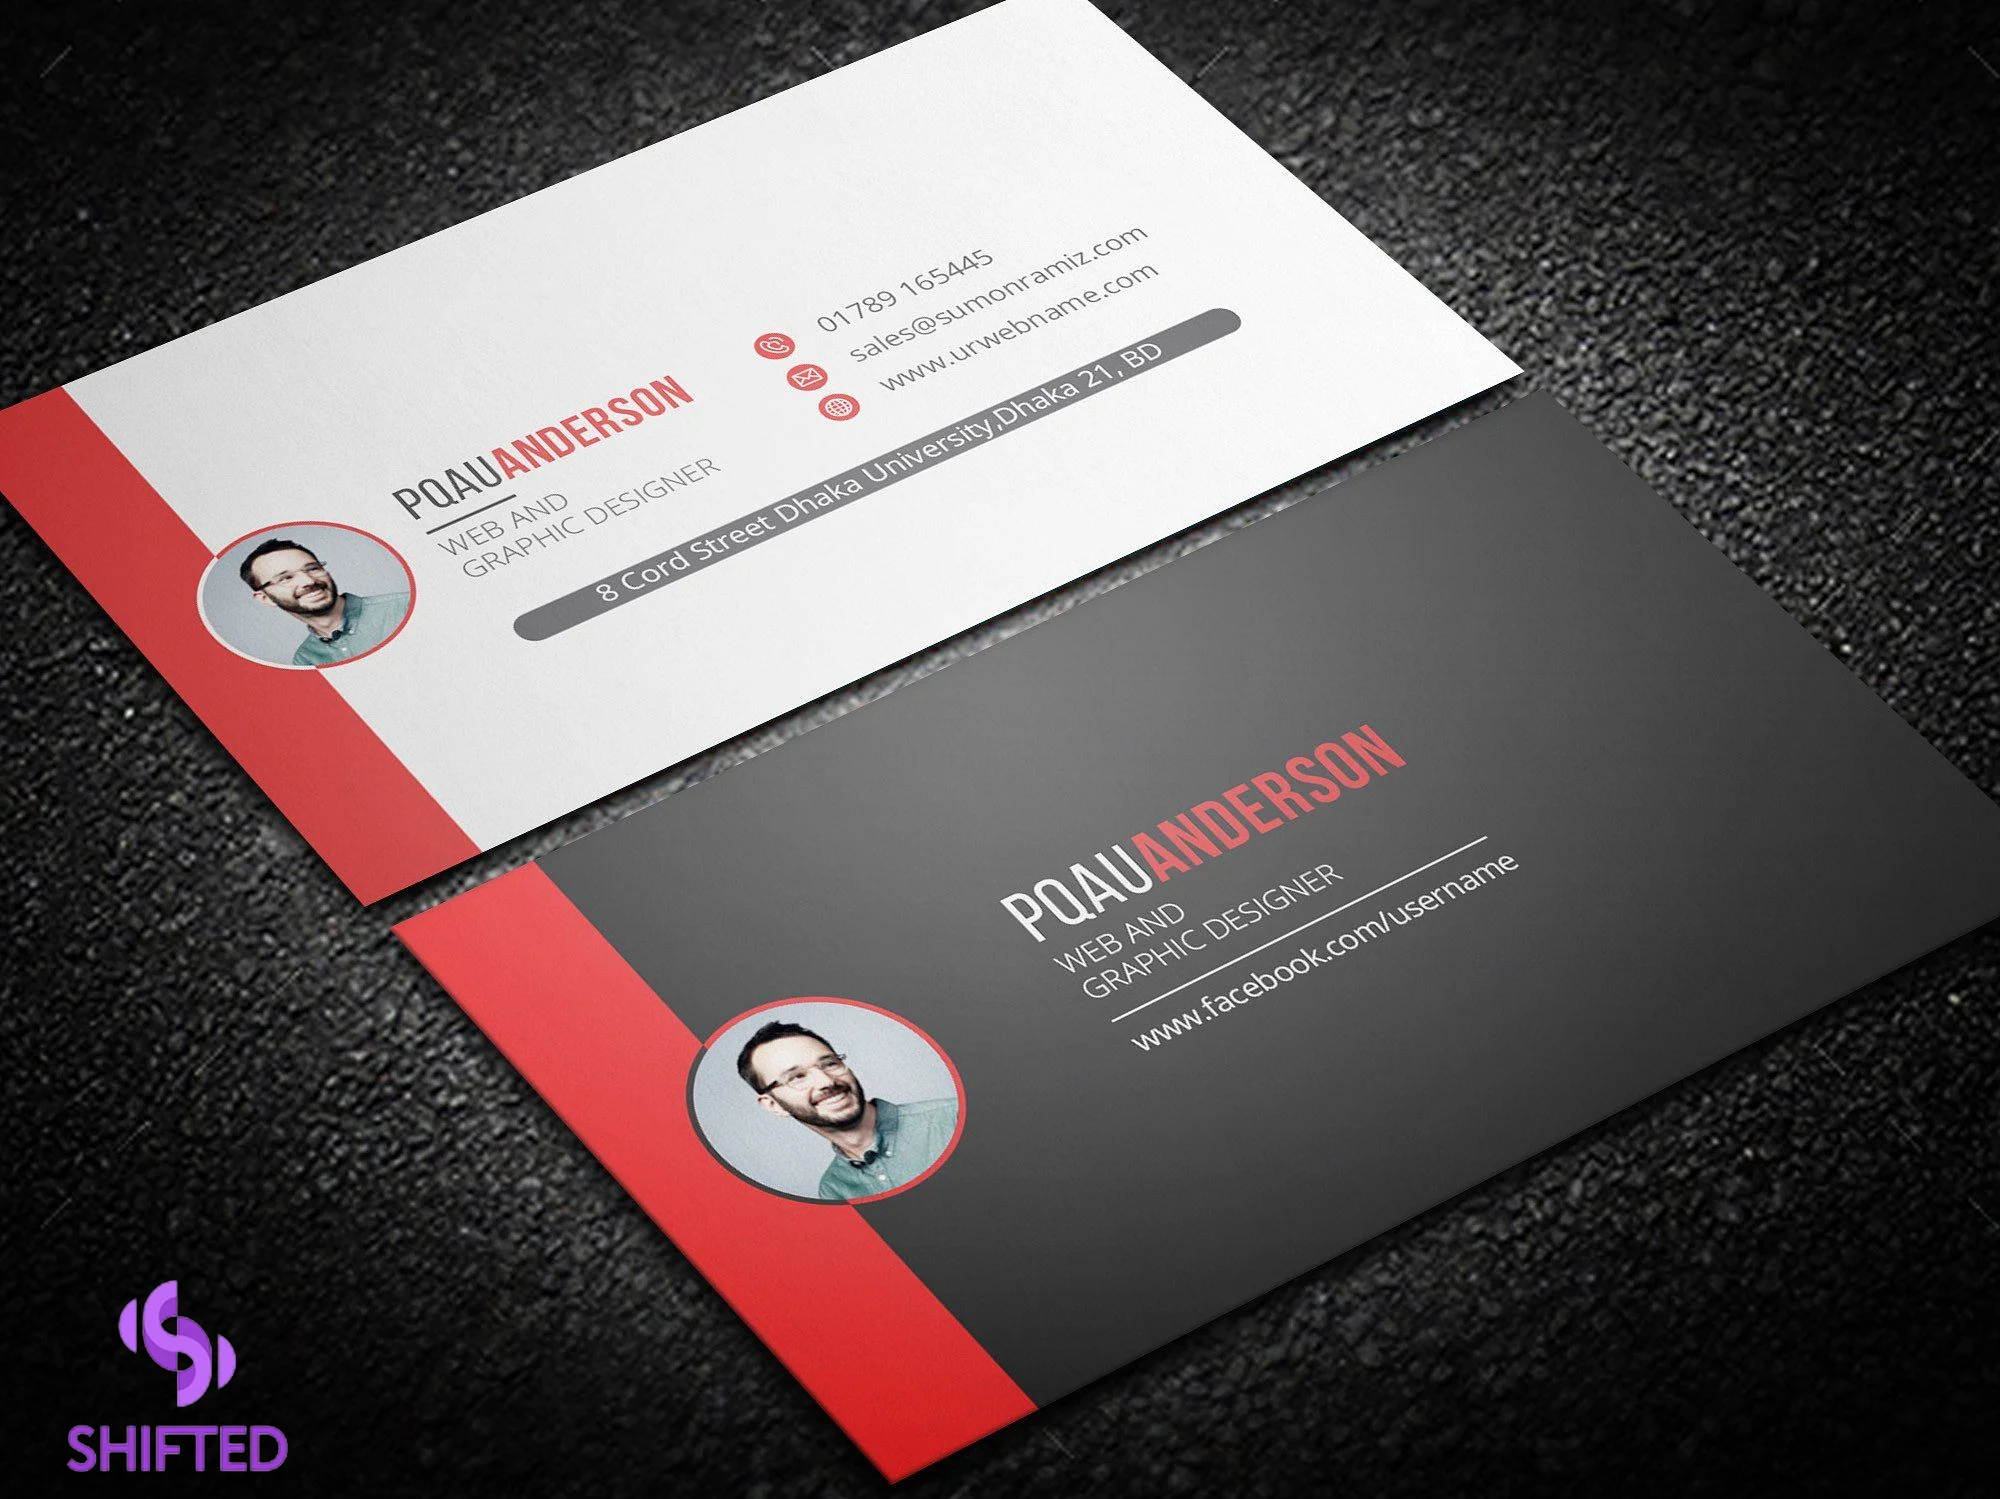 PQAUANDERSON
WEB AND
GRAPHIC DESIGNER
01789 165445
sales@sumonramiz.com
www.urwebname.com
8 Cord Street Dhaka University,Dhaka 21, BD
PQAUANDERSON
WEB AND
GRAPHIC DESIGNER
www.facebook.com/username
SHIFTED